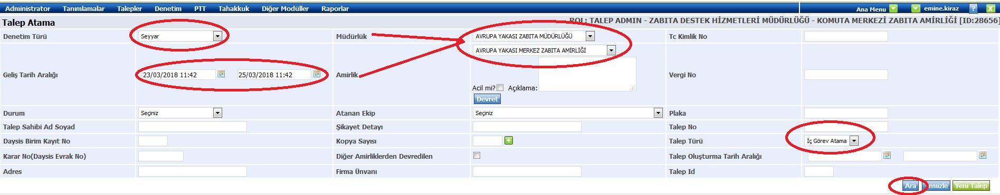 Administrator Tanımlamalar Talepler Denetim PTT Tahakkuk Diğer Modüller Raporlar Ana Menu emine.kiraz ?
Talep Atama ROL: TALEP ADMIN - ZABITA DESTEK HİZMETLERİ MÜDÜRLÜĞÜ - KOMUTA MERKEZİ ZABITA AMİRLİĞİ [ID:28656]
Denetim Türü Seyyar Müdürlük AVRUPA YAKASI ZABITA MÜDÜRLÜĞÜ Tc Kimlik No
AVRUPA YAKASI MERKEZ ZABITA AMİRLİĞİ
Geliş Tarih Aralığı 23/03/2018 11:42 25/03/2018 11:42 Amirlik Vergi No
Acil mi? Açıklama:
Devret
Durum Seçiniz Atanan Ekip Seçiniz Plaka
Talep Sahibi Ad Soyad Şikayet Detayı Talep No
Daysis Birim Kayıt No Kopya Sayısı Talep Türü İç Görev Atama
Karar No(Daysis Evrak No) Diğer Amirliklerden Devredilen Talep Oluşturma Tarih Aralığı
Adres Firma Ünvanı Talep Id
Ara Temizle Yeni Talep